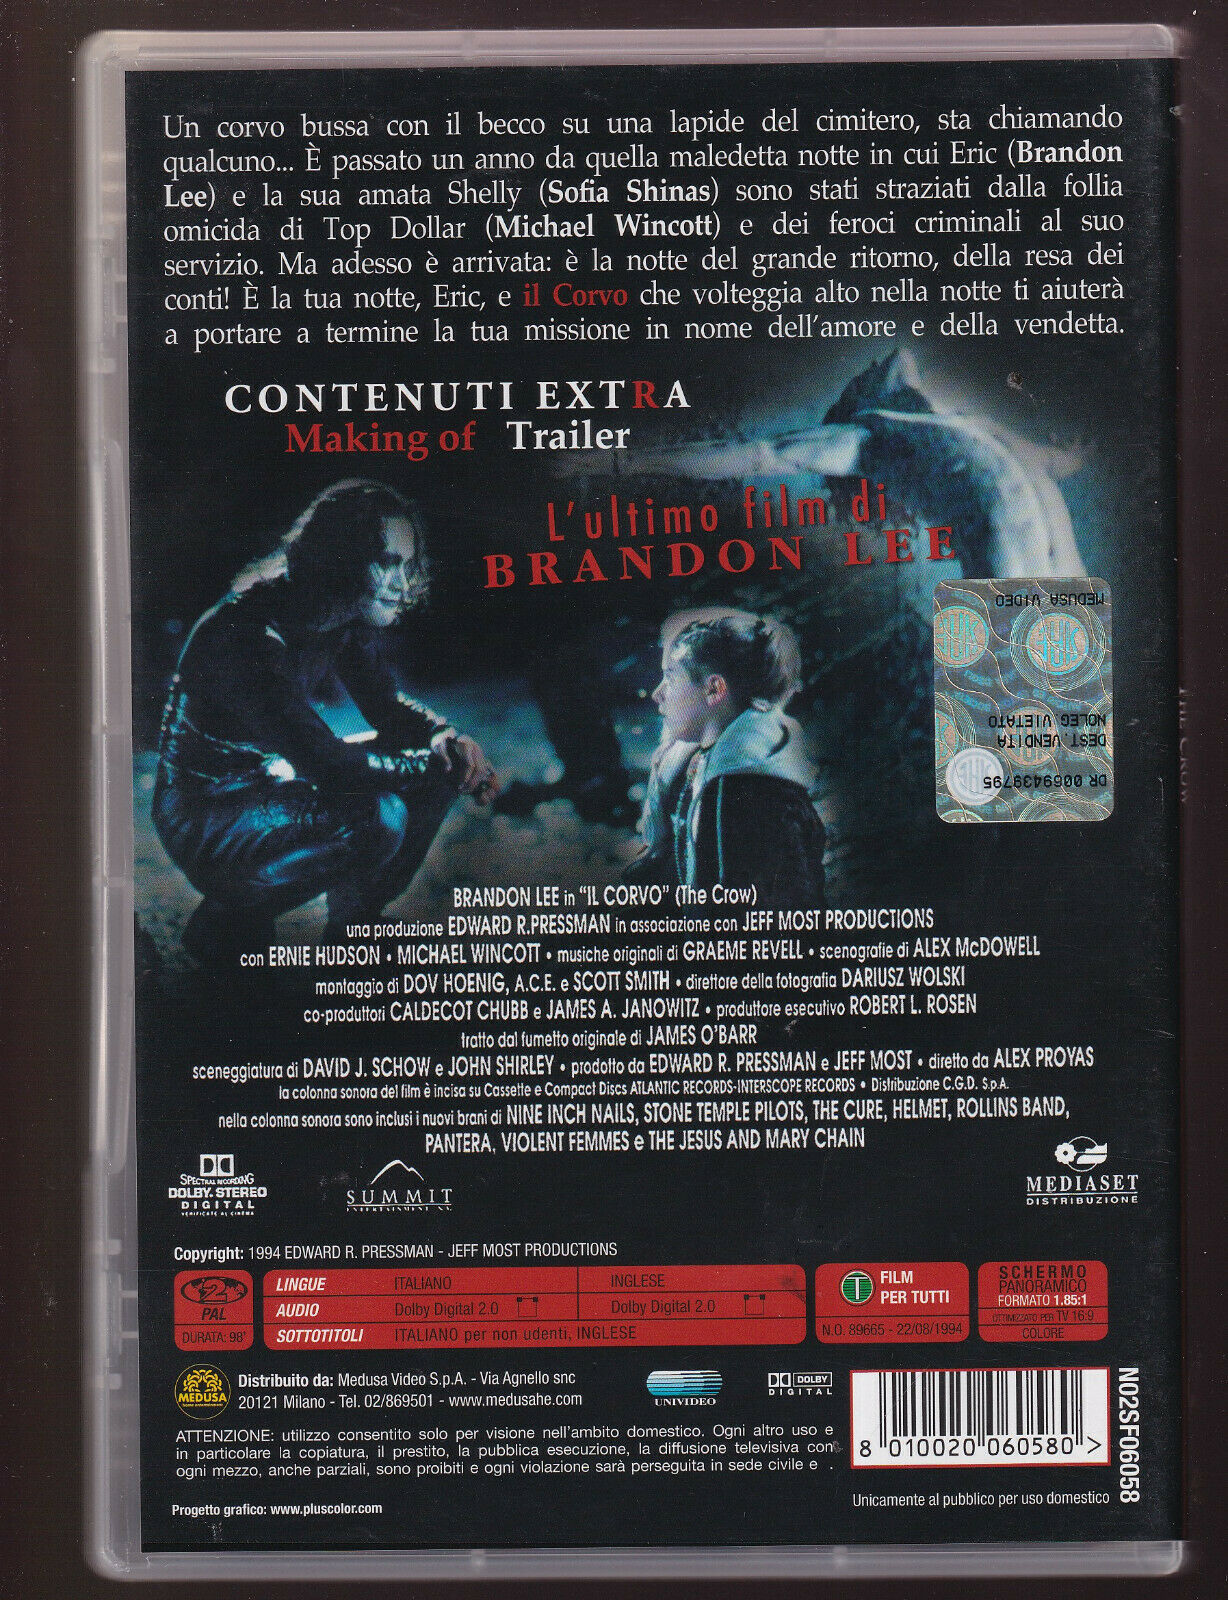 Un corvo bussa con il becco su una lapide del cimitero, sta chiamando
qualcuno... È passato un anno da quella maledetta notte in cui Eric (Brandon
Lee) e la sua amata Shelly (Sofia Shinas) sono stati straziati dalla follia
omicida di Top Dollar (Michael Wincott) e dei feroci criminali al suo
servizio. Ma adesso è arrivata: è la notte del grande ritorno, della resa dei
conti! È la tua notte, Eric, e il Corvo che volteggia alto nella notte ti aiuterà
a portare a termine la tua missione in nome dell'amore e della vendetta.
CONTENUTI EXTRA
Making of Trailer
L'ultimo film di
BRANDON LEE
MEDUSA VIDEO
NOLEG VIETATO
DEST.VENDITA
DR 0069439795
BRANDON LEE in "IL CORVO" (The Crow)
una produzione EDWARD R.PRESSMAN in associazione con JEFF MOST PRODUCTIONS
con ERNIE HUDSON • MICHAEL WINCOTT • musiche originali di GRAEME REVELL • scenografie di ALEX McDOWELL
montaggio di DOV HOENIG, A.C.E. e SCOTT SMITH • direttore della fotografia DARIUSZ WOLSKI
co-produttori CALDECOT CHUBB e JAMES A. JANOWITZ • produttore esecutivo ROBERT L. ROSEN
tratto dal fumetto originale di JAMES O'BARR
sceneggiatura di DAVID J. SCHOW e JOHN SHIRLEY • prodotto da EDWARD R. PRESSMAN e JEFF MOST • diretto da ALEX PROYAS
la colonna sonora del film è incisa su Cassette e Compact Discs ATLANTIC RECORDS-INTERSCOPE RECORDS • Distribuzione C.G.D. S.p.A.
nella colonna sonora sono inclusi i nuovi brani di NINE INCH NAILS, STONE TEMPLE PILOTS, THE CURE, HELMET, ROLLINS BAND,
PANTERA, VIOLENT FEMMES e THE JESUS AND MARY CHAIN
SPECTRAL RECORDING
DOLBY. STEREO
DIGITAL
SUMMIT
ENTERTAINMENT N.V.
MEDIASET
DISTRIBUZIONE
Copyright: 1994 EDWARD R. PRESSMAN - JEFF MOST PRODUCTIONS
2
PAL
DURATA: 98'
LINGUE ITALIANO INGLESE
AUDIO Dolby Digital 2.0 Dolby Digital 2.0
SOTTOTITOLI ITALIANO per non udenti, INGLESE
T FILM
PER TUTTI
N.O. 89665 - 22/08/1994
SCHERMO
PANORAMICO
FORMATO 1.85:1
OTTIMIZZATO PER TV 16:9
COLORE
MEDUSA
home entertainment
Distribuito da: Medusa Video S.p.A. - Via Agnello snc
20121 Milano - Tel. 02/869501 - www.medusahe.com
UNIVIDEO
DOLBY
DIGITAL
ATTENZIONE: utilizzo consentito solo per visione nell'ambito domestico. Ogni altro uso e
in particolare la copiatura, il prestito, la pubblica esecuzione, la diffusione televisiva con
ogni mezzo, anche parziali, sono proibiti e ogni violazione sarà perseguita in sede civile e .
8 010020 060580 >
N02SF06058
Progetto grafico: www.pluscolor.com
Unicamente al pubblico per uso domestico